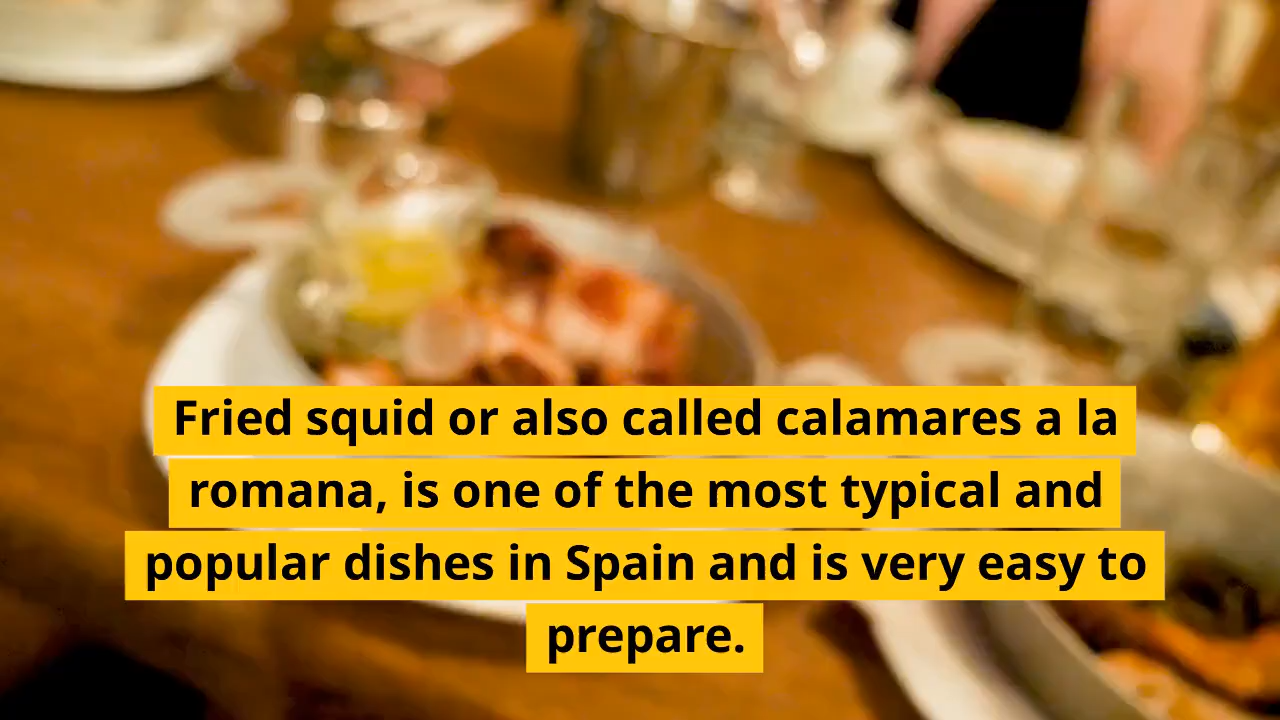 Fried squid or also called calamares a la
romana, is one of the most typical and
popular dishes in Spain and is very easy to
prepare.